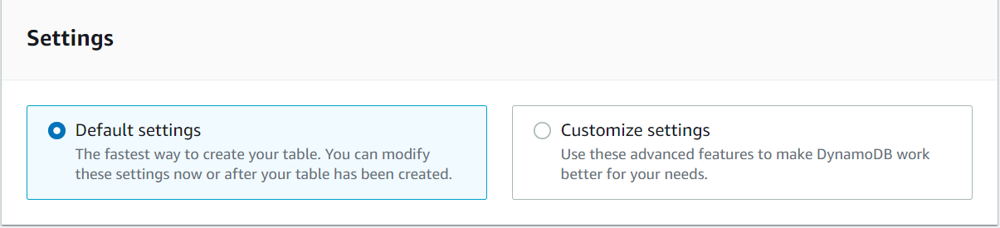 Settings
Default settings
The fastest way to create your table. You can modify
these settings now or after your table has been created.
Customize settings
Use these advanced features to make DynamoDB work
better for your needs.